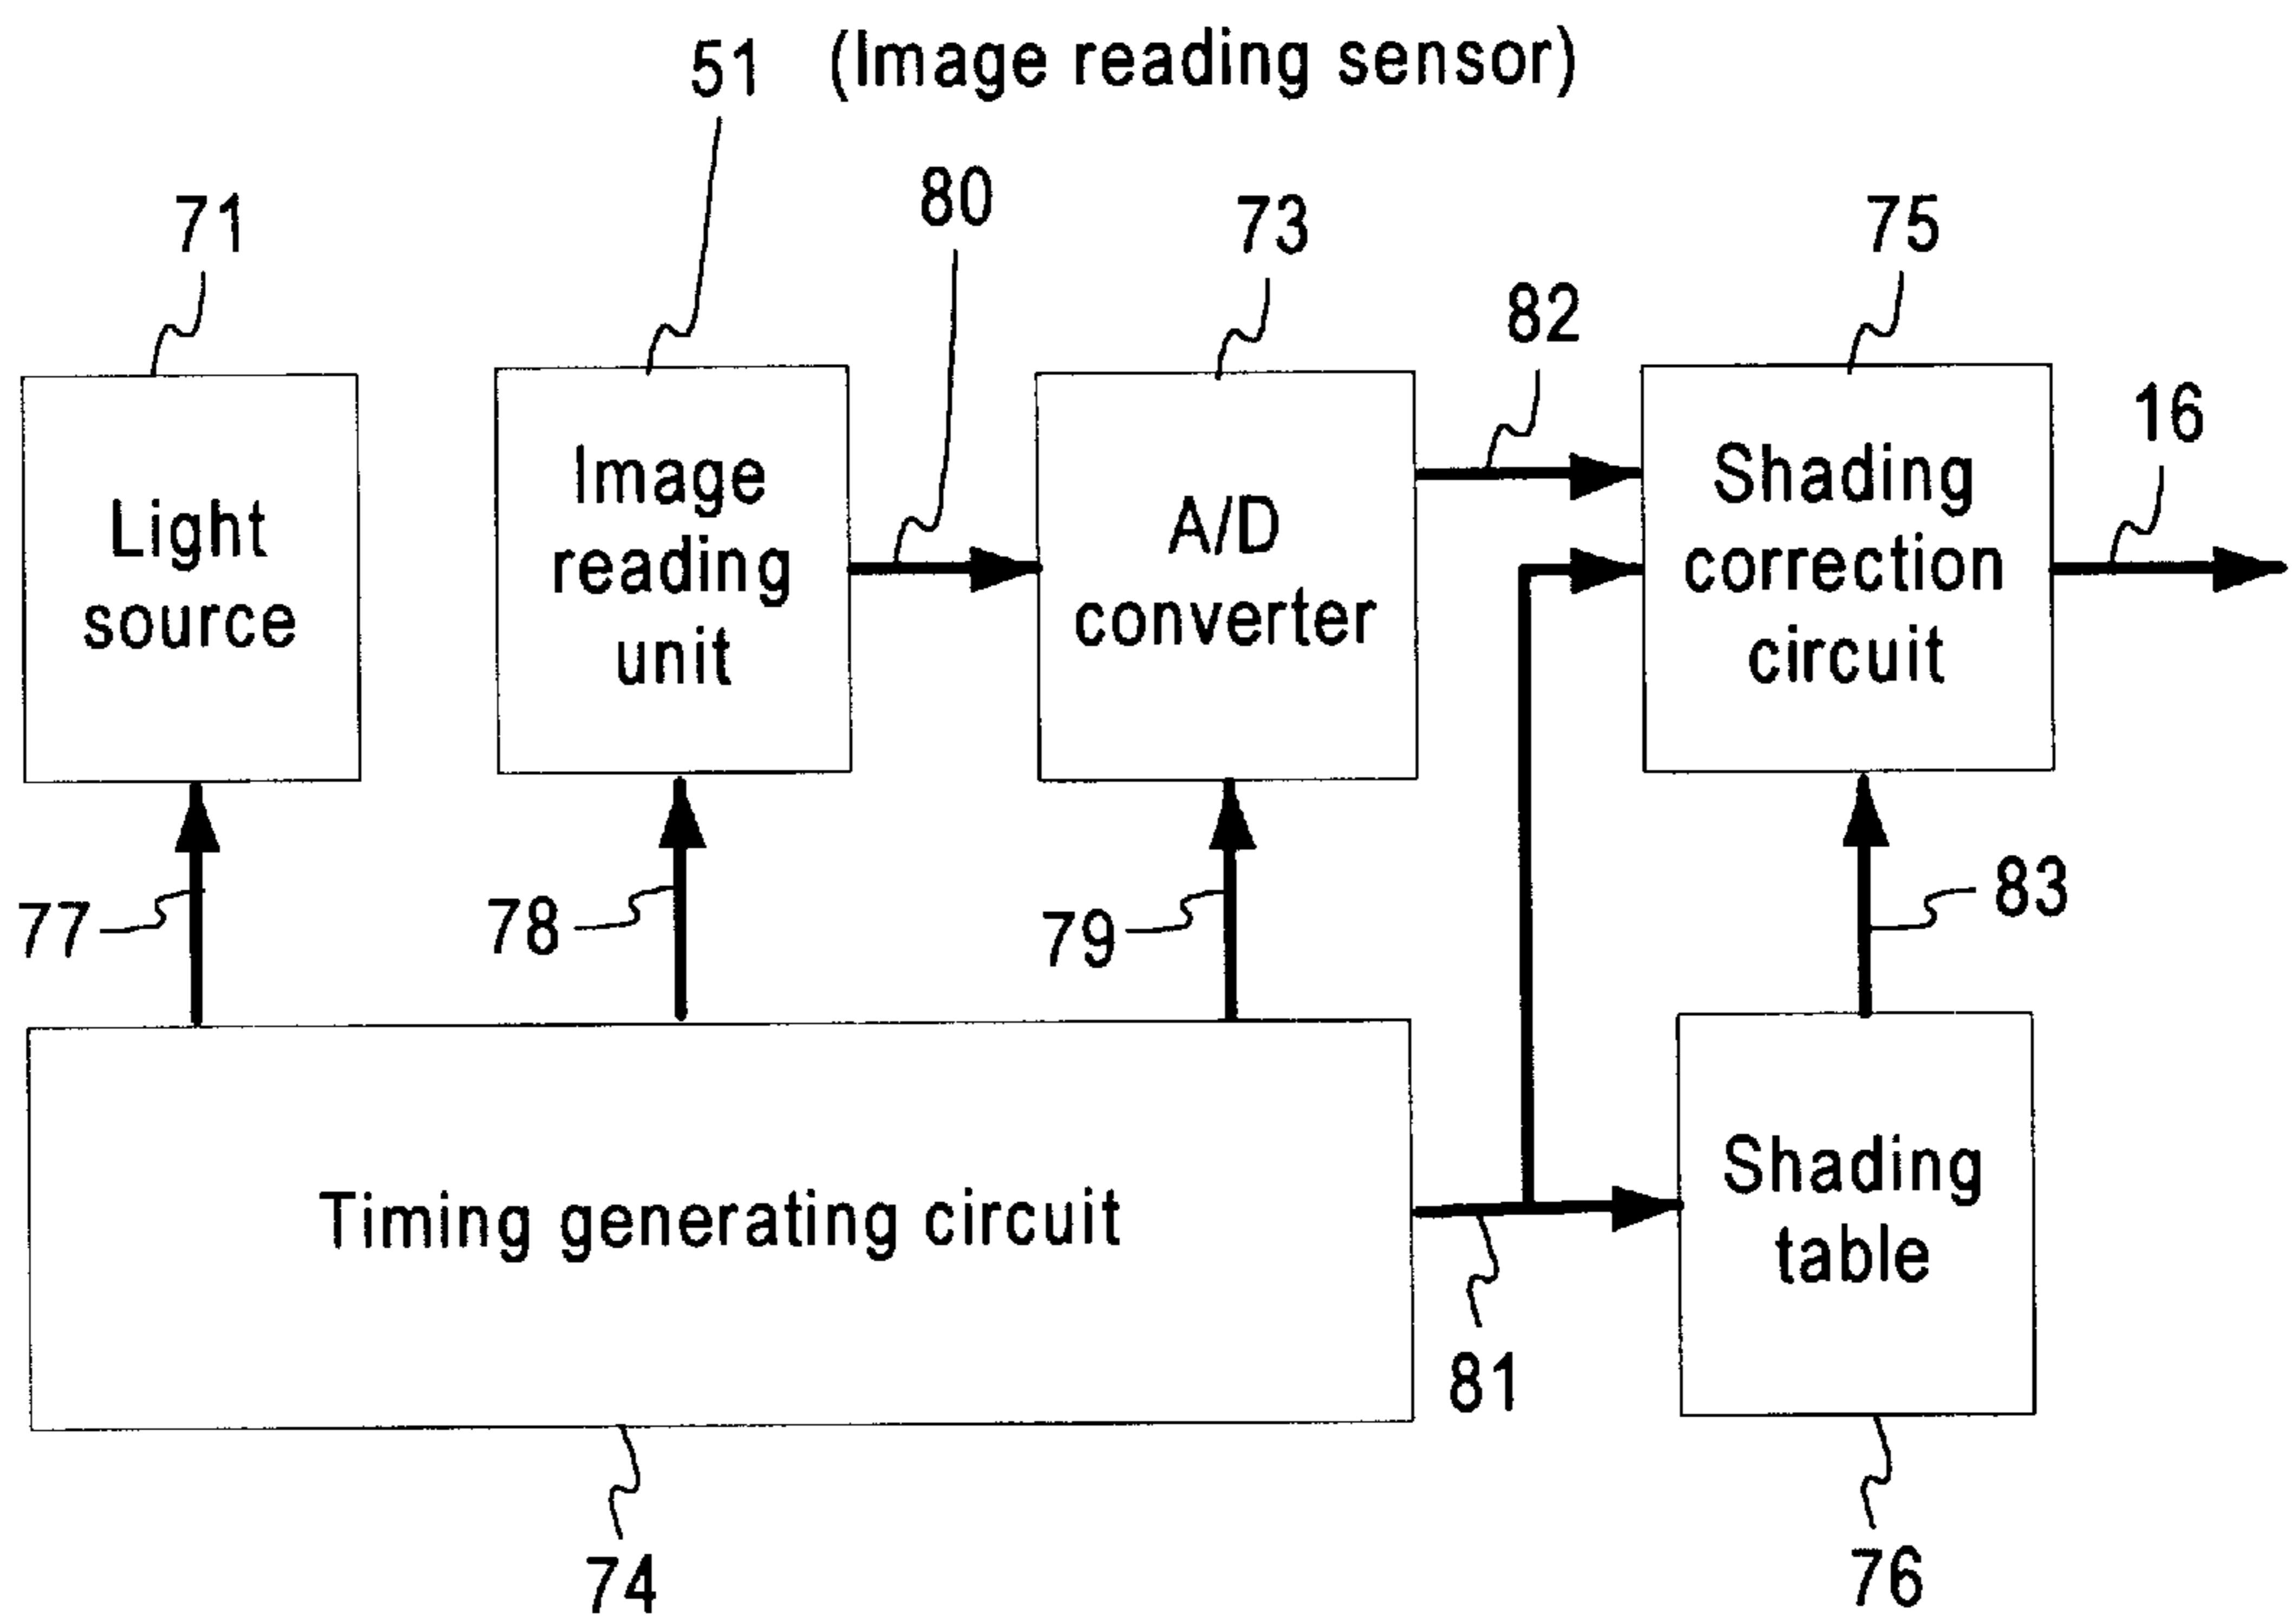 51 (Image reading sensor)
71
80
73
75
82
16
Light
source
Image
reading
unit
A/D
converter
Shading
correction
circuit
77
78
79
83
Timing generating circuit
Shading
table
81
74
76